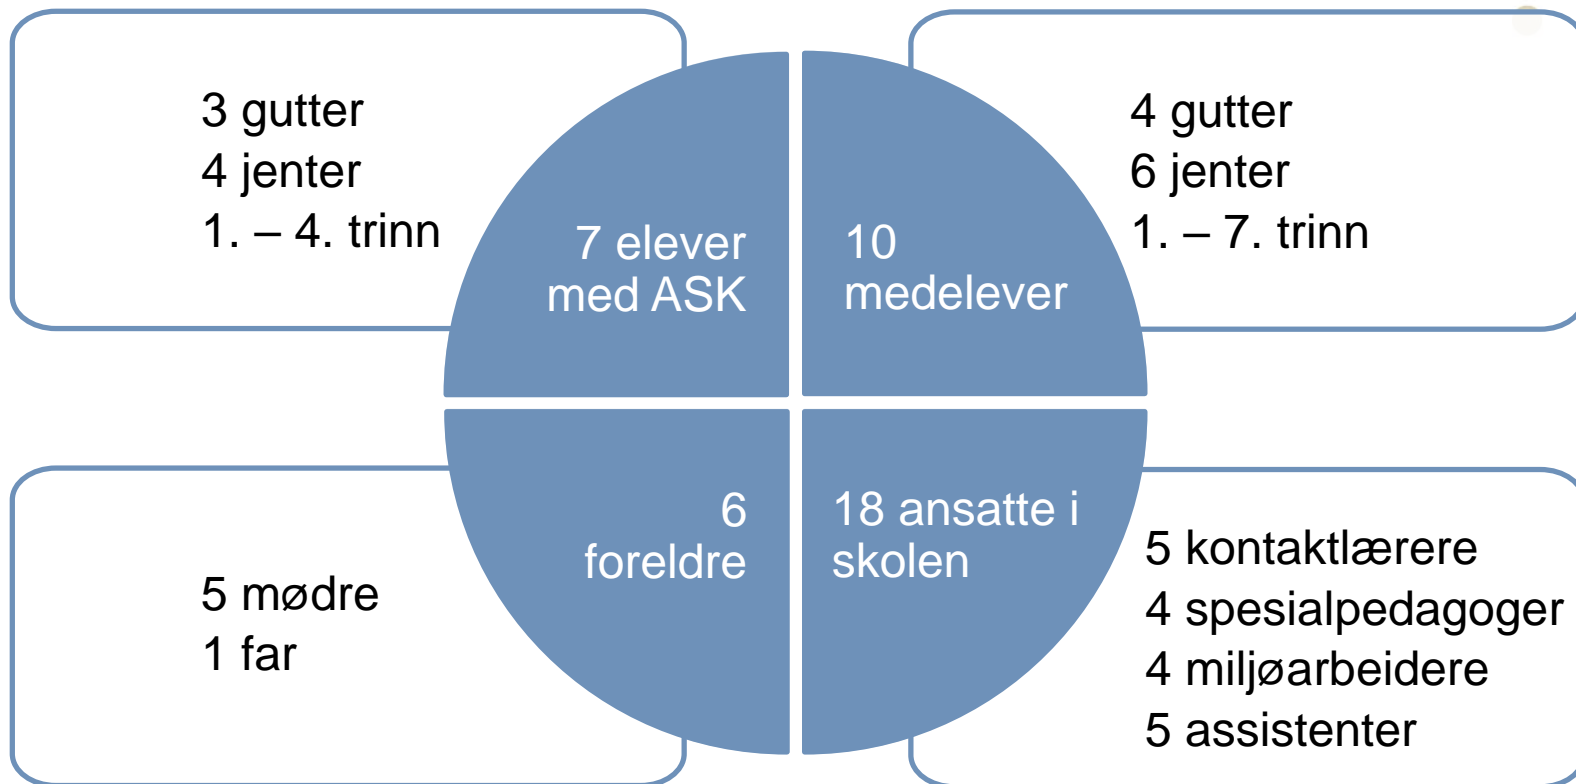 3 gutter
4 jenter
1. – 4. trinn
7 elever
med ASK
10
medelever
4 gutter
6 jenter
1. – 7. trinn
5 mødre
1 far
6
foreldre
18 ansatte i
skolen
5 kontaktlærere
4 spesialpedagoger
4 miljøarbeidere
5 assistenter